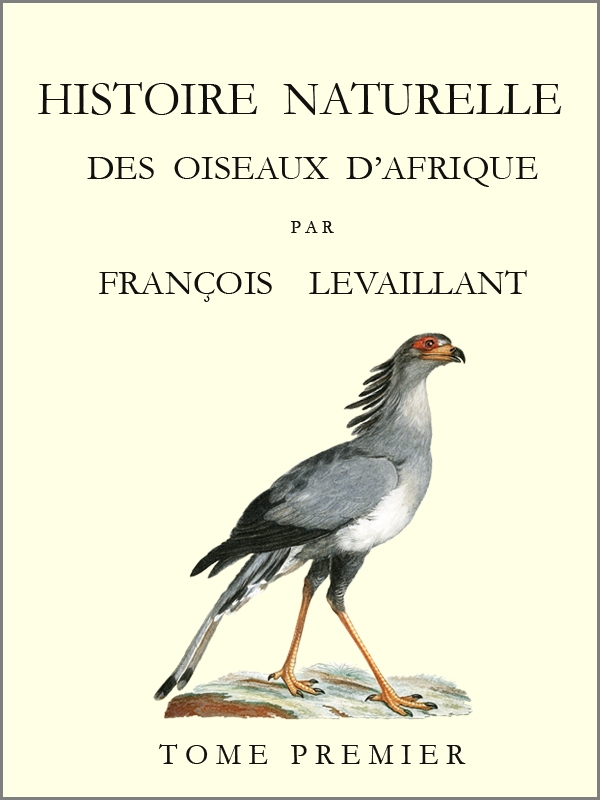 HISTOIRE NATURELLE
DES OISEAUX D’AFRIQUE
PAR
FRANÇOIS LEVAILLANT
TOME PREMIER